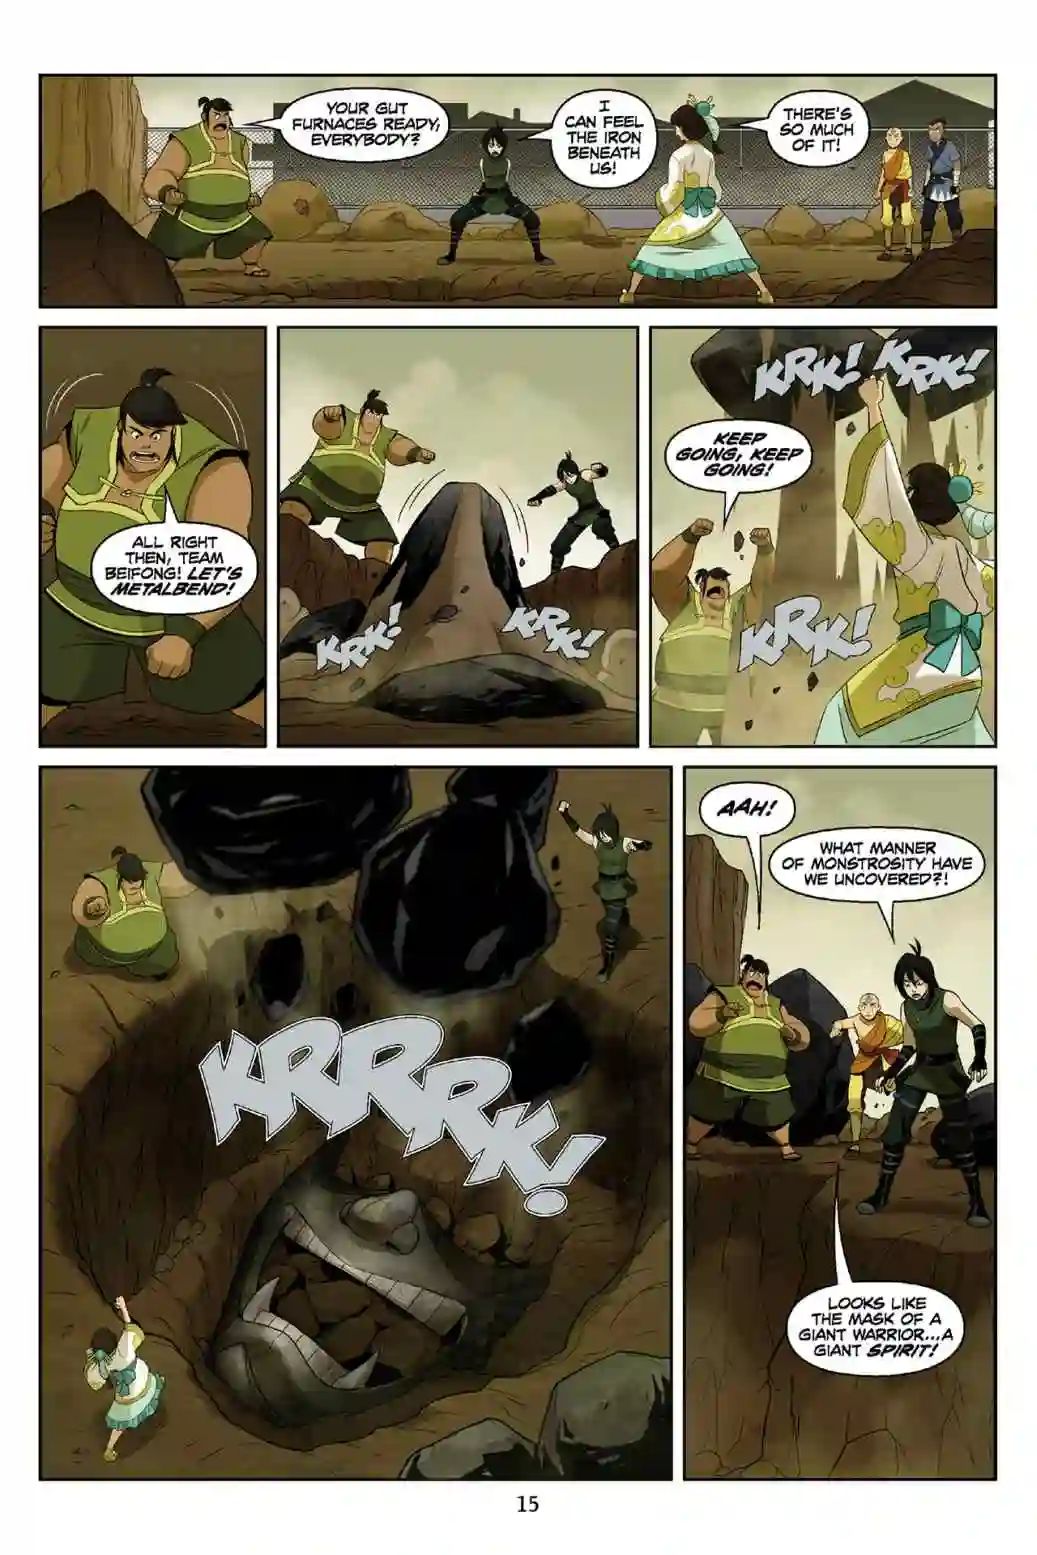 YOUR GUT
FURNACES READY,
EVERYBODY?
I
CAN FEEL
THE IRON
BENEATH
US!
THERE'S
SO MUCH
OF IT!
ALL RIGHT
THEN, TEAM
BEIFONG! LET'S
METALBEND!
KRK!
KRK!
KRK!
KRK!
KEEP
GOING, KEEP
GOING!
KRK!
KRRRRK!
AAH!
WHAT MANNER
OF MONSTROSITY HAVE
WE UNCOVERED?!
LOOKS LIKE
THE MASK OF A
GIANT WARRIOR...A
GIANT SPIRIT!
15